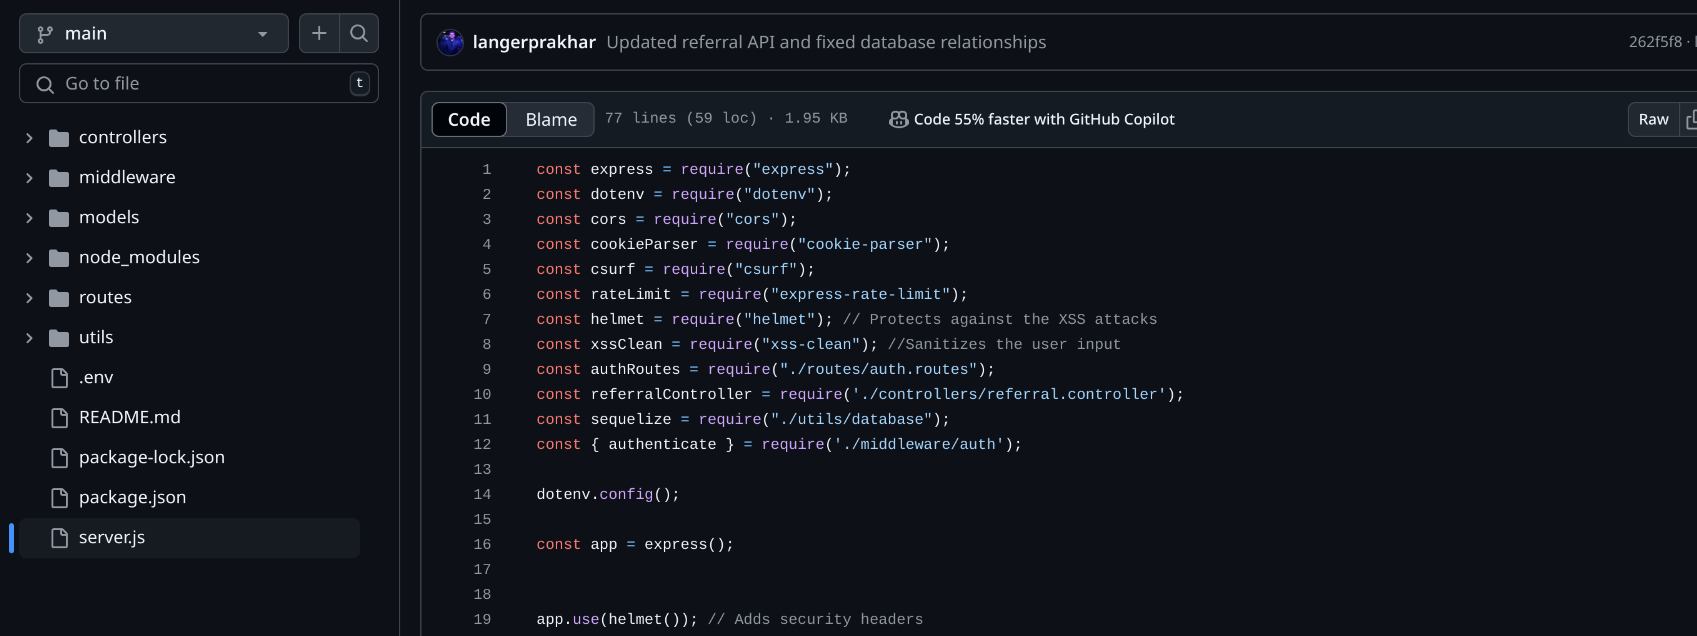 main
Go to file
t
controllers
middleware
models
node_modules
routes
utils
.env
README.md
package-lock.json
package.json
server.js
langerprakhar Updated referral API and fixed database relationships
262f5f8 ·
Code Blame 77 lines (59 loc) · 1.95 KB Code 55% faster with GitHub Copilot Raw
1 const express = require("express");
2 const dotenv = require("dotenv");
3 const cors = require("cors");
4 const cookieParser = require("cookie-parser");
5 const csurf = require("csurf");
6 const rateLimit = require("express-rate-limit");
7 const helmet = require("helmet"); // Protects against the XSS attacks
8 const xssClean = require("xss-clean"); //Sanitizes the user input
9 const authRoutes = require("./routes/auth.routes");
10 const referralController = require('./controllers/referral.controller');
11 const sequelize = require("./utils/database");
12 const { authenticate } = require('./middleware/auth');
13
14 dotenv.config();
15
16 const app = express();
17
18
19 app.use(helmet()); // Adds security headers